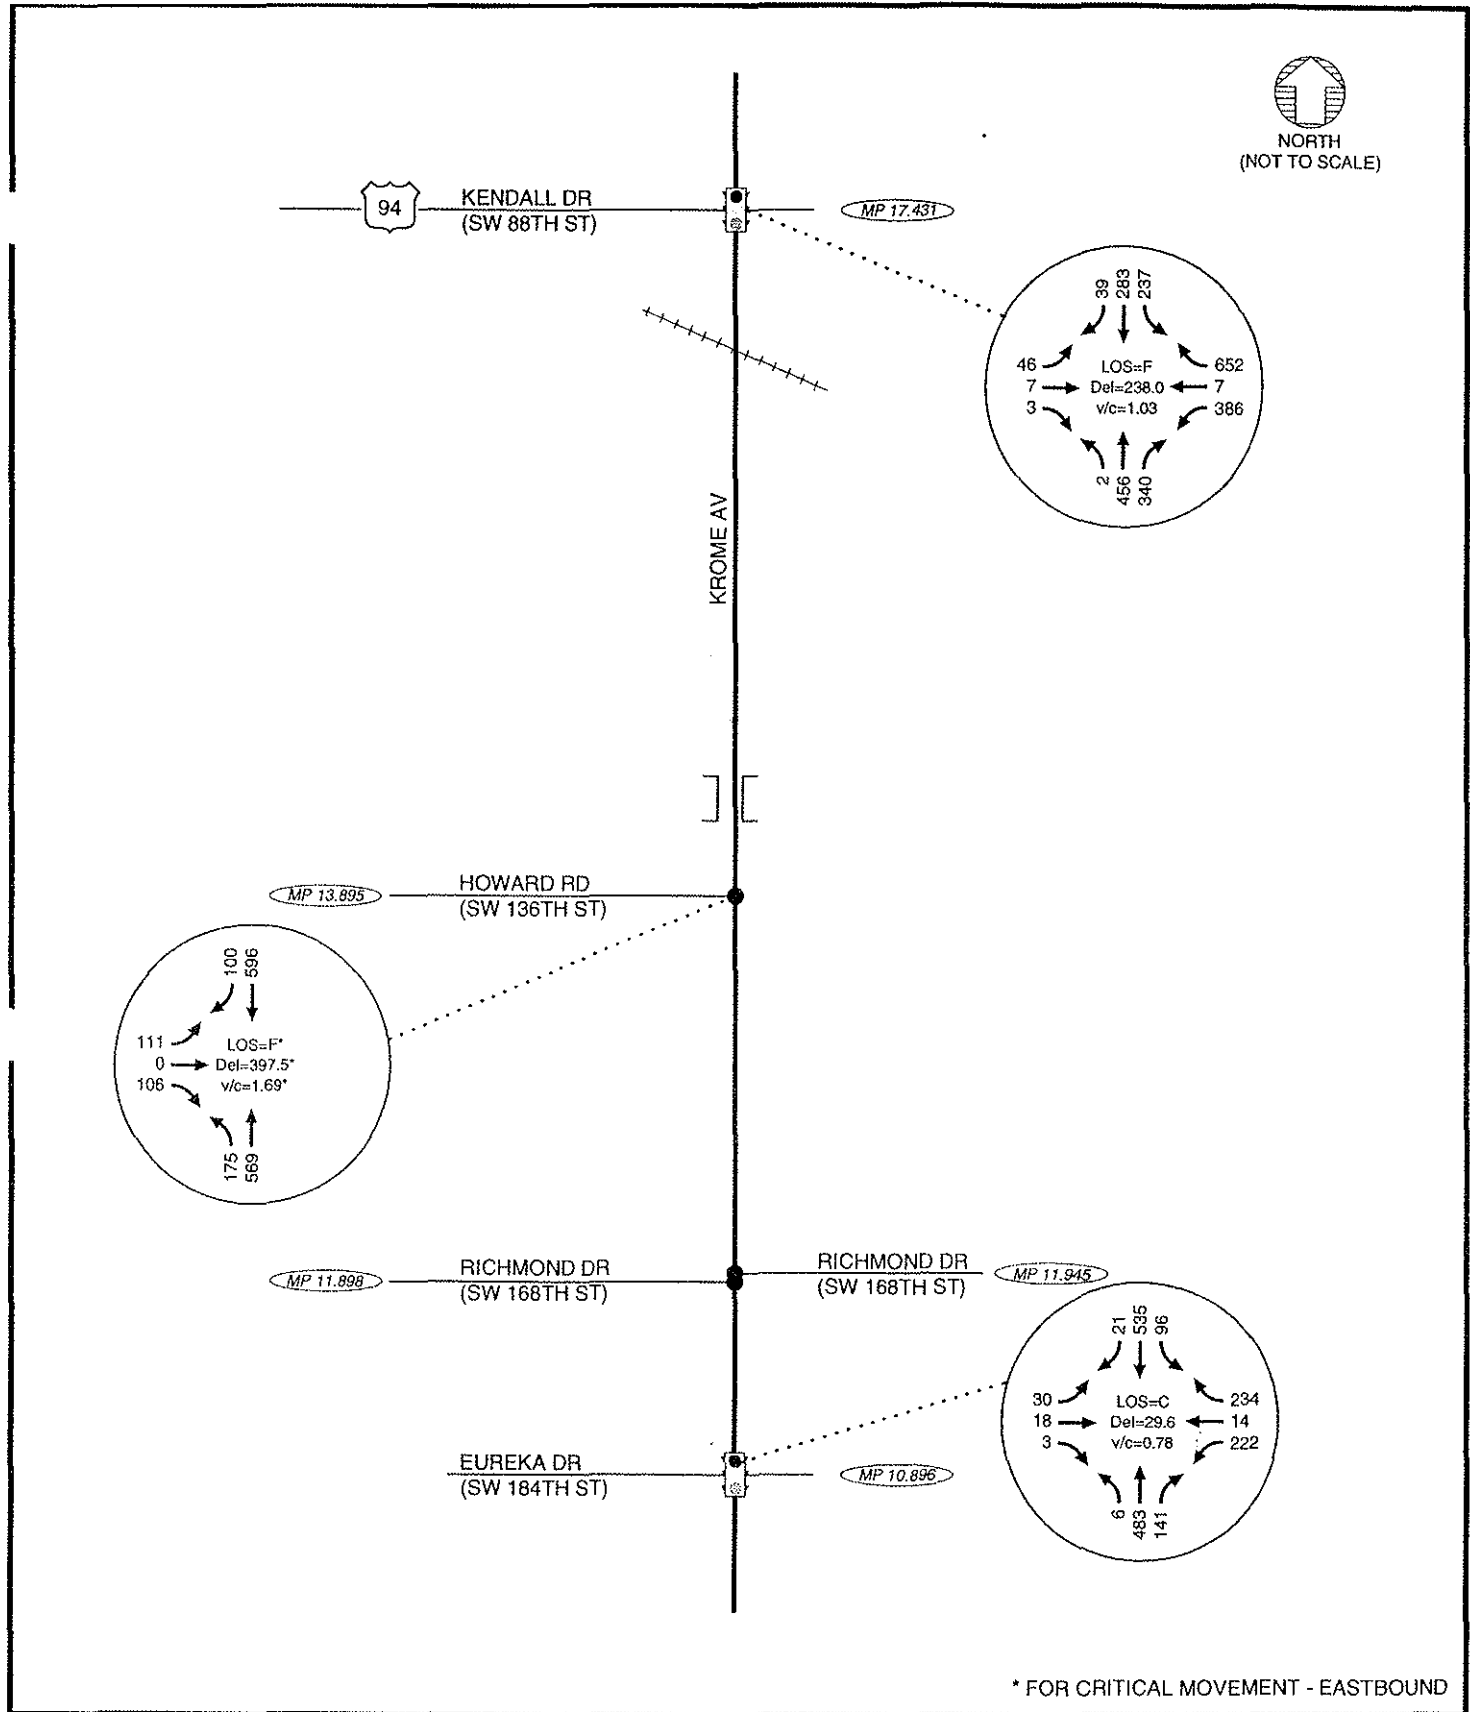 NORTH
(NOT TO SCALE)
94
KENDALL DR
(SW 88TH ST)
MP 17.431
39
283
237
46
7
3
LOS=F
Del=238.0
v/c=1.03
652
7
386
2
456
340
KROME AV
MP 13.895
HOWARD RD
(SW 136TH ST)
100
596
111
0
106
LOS=F*
Del=397.5*
v/c=1.69*
175
569
MP 11.898
RICHMOND DR
(SW 168TH ST)
RICHMOND DR
(SW 168TH ST)
MP 11.945
21
535
96
30
18
3
LOS=C
Del=29.6
v/c=0.78
234
14
222
6
483
141
EUREKA DR
(SW 184TH ST)
MP 10.896
* FOR CRITICAL MOVEMENT - EASTBOUND